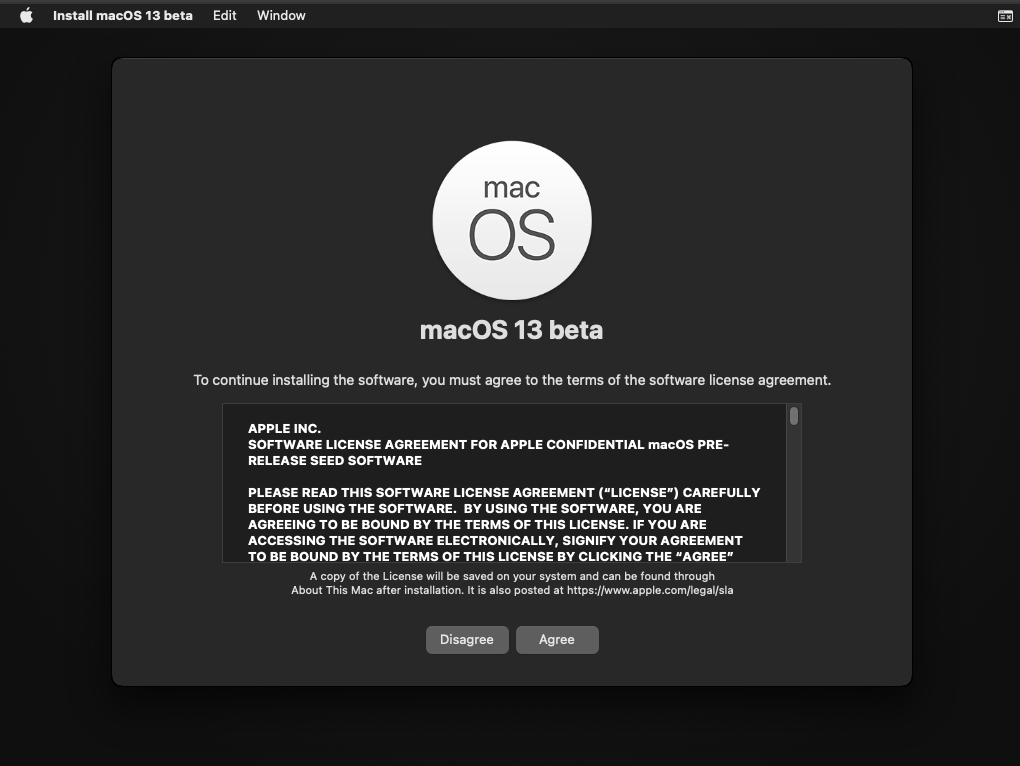 Install macOS 13 beta Edit Window
mac
OS
macOS 13 beta
To continue installing the software, you must agree to the terms of the software license agreement.
APPLE INC.
SOFTWARE LICENSE AGREEMENT FOR APPLE CONFIDENTIAL macOS PRE-
RELEASE SEED SOFTWARE
PLEASE READ THIS SOFTWARE LICENSE AGREEMENT (“LICENSE”) CAREFULLY
BEFORE USING THE SOFTWARE.  BY USING THE SOFTWARE, YOU ARE
AGREEING TO BE BOUND BY THE TERMS OF THIS LICENSE. IF YOU ARE
ACCESSING THE SOFTWARE ELECTRONICALLY, SIGNIFY YOUR AGREEMENT
TO BE BOUND BY THE TERMS OF THIS LICENSE BY CLICKING THE “AGREE”
A copy of the License will be saved on your system and can be found through
About This Mac after installation. It is also posted at https://www.apple.com/legal/sla
Disagree Agree